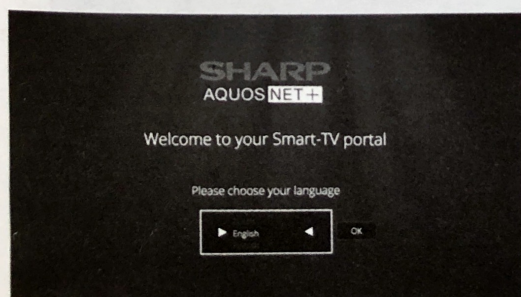 SHARP
AQUOS NET+
Welcome to your Smart-TV portal
Please choose your language
English
OK